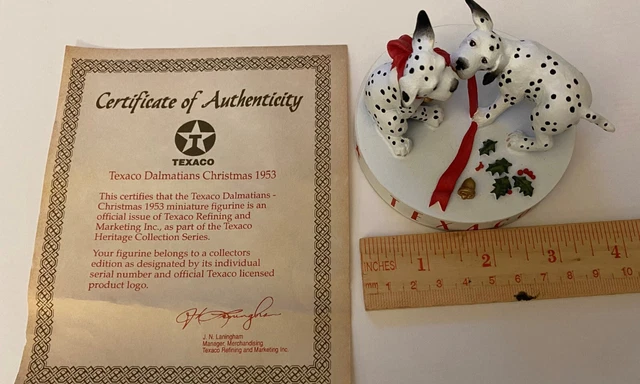 Certificate of Authenticity
T
TEXACO
Texaco Dalmatians Christmas 1953
This certifies that the Texaco Dalmatians -
Christmas 1953 miniature figurine is an
official issue of Texaco Refining and
Marketing Inc., as part of the Texaco
Heritage Collection Series.
Your figurine belongs to a collectors
edition as designated by its individual
serial number and official Texaco licensed
product logo.
J. N. Laningham
Manager, Merchandising
Texaco Refining and Marketing Inc.
INCHES 1 2 3 4
mm 1 2 3 4 5 6 7 8 9 10